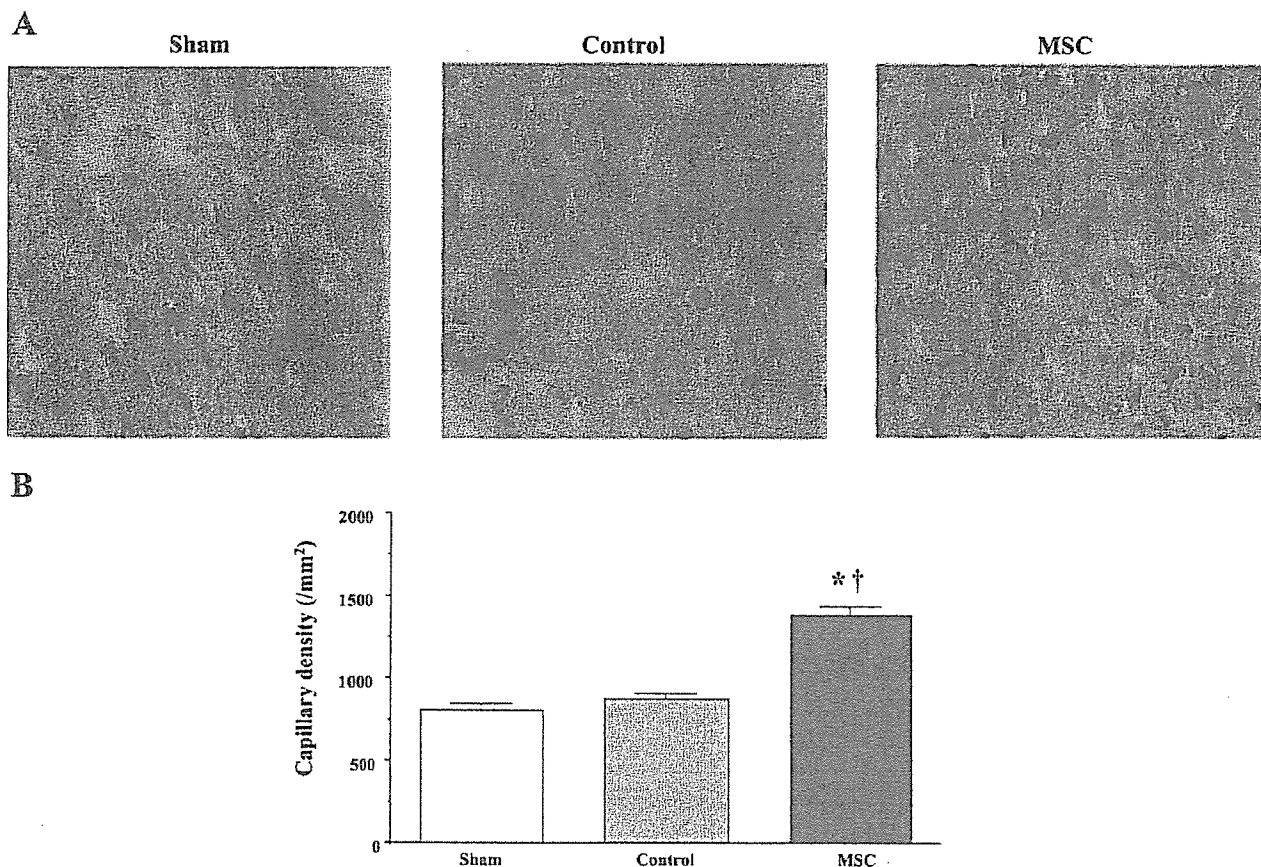 A
Sham Control MSC
B
2000
* †
1500
1000
500
0
Capillary density (/mm²)
Sham Control MSC